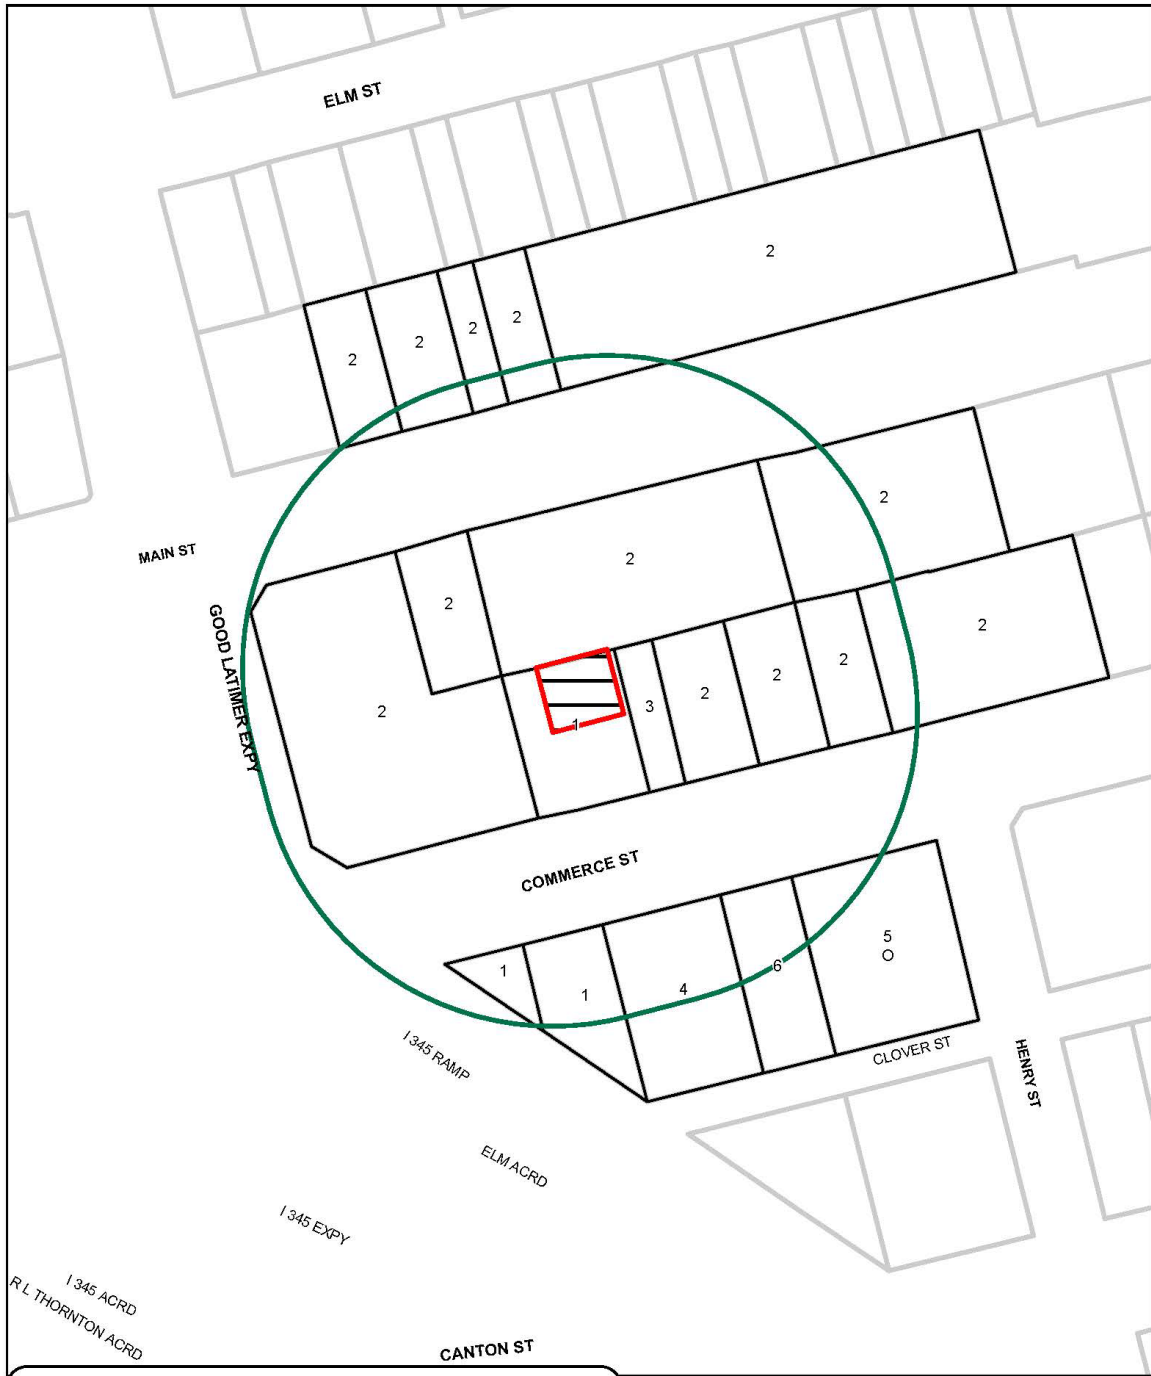 ELM ST
2
2
2
2
2
2
MAIN ST
2
2
GOOD LATIMER EXPY
2
2
2
2
3
2
1
COMMERCE ST
5
O
6
1
4
1
I 345 RAMP
CLOVER ST
HENRY ST
ELM ACRD
I 345 EXPY
I 345 ACRD
R L THORNTON ACRD
CANTON ST